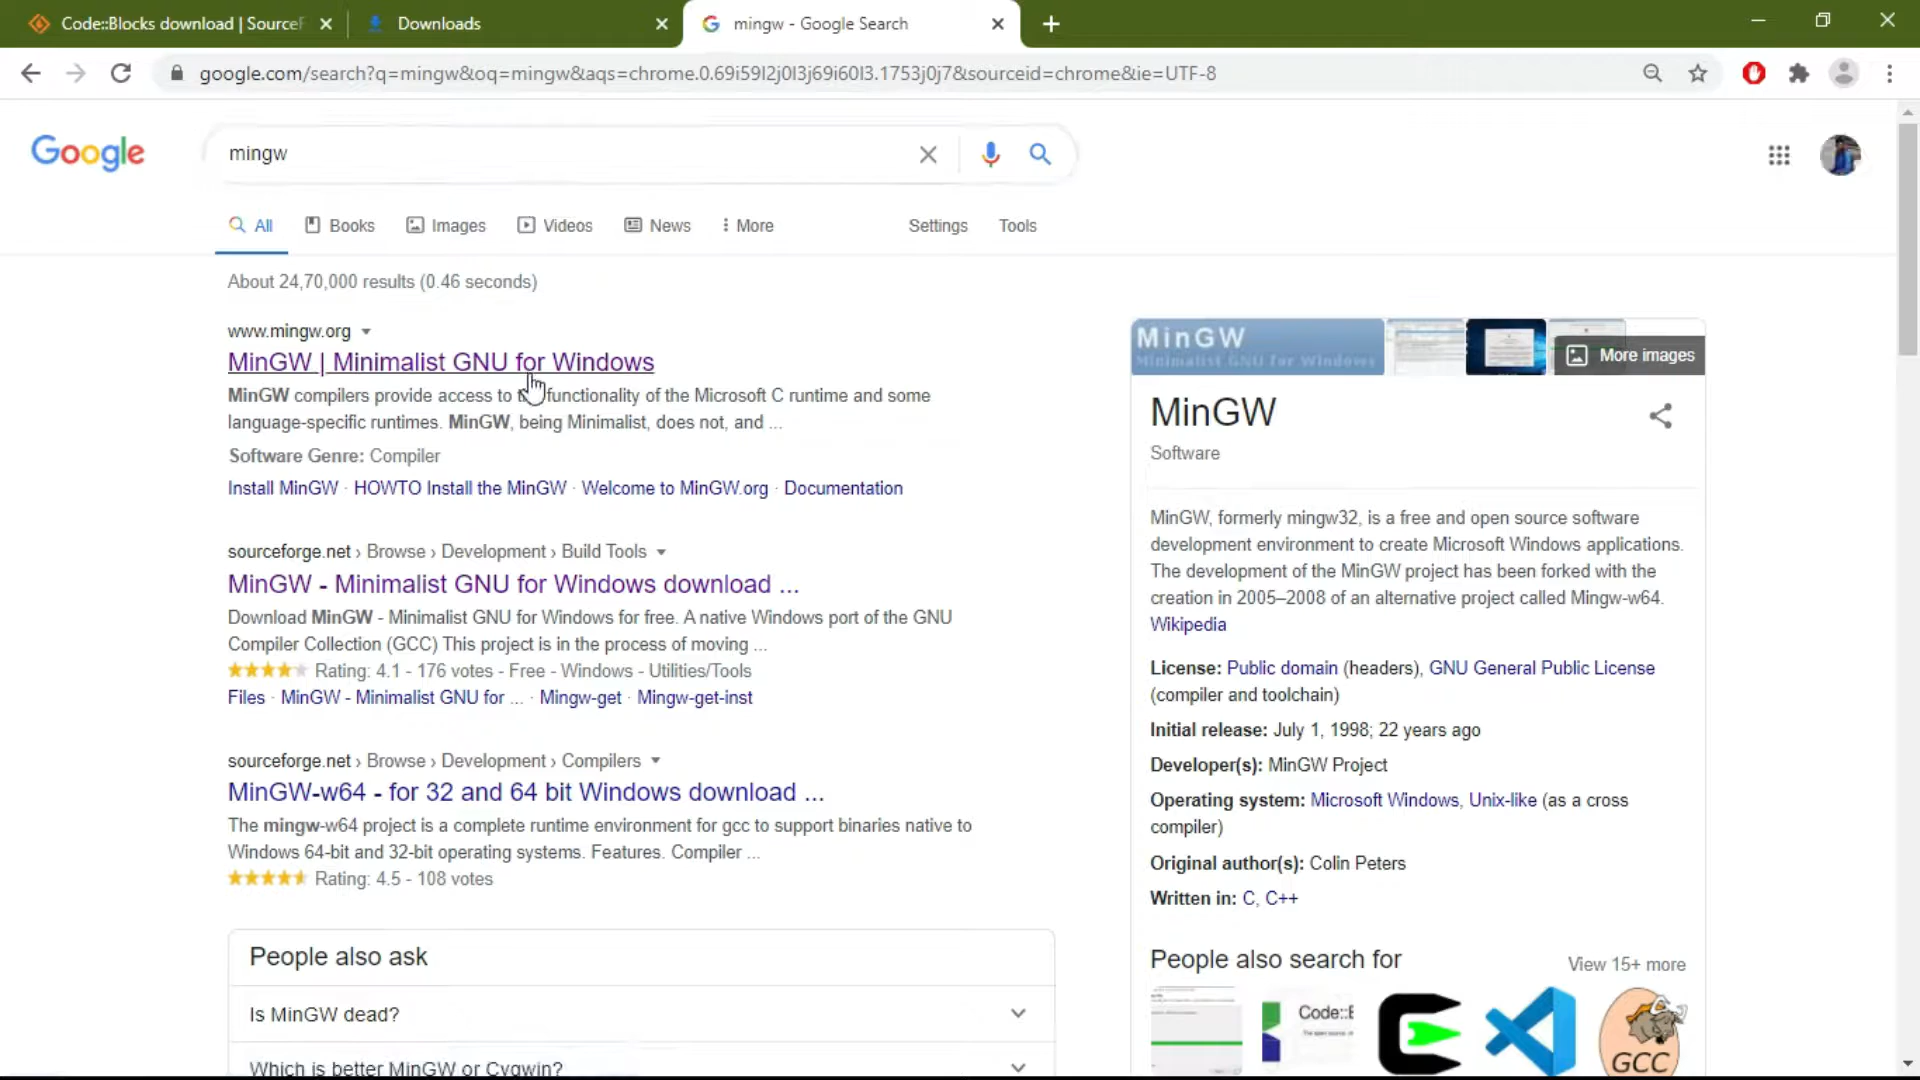 Code::Blocks download | SourceF
Downloads
mingw - Google Search
google.com/search?q=mingw&oq=mingw&aqs=chrome.0.69i59l2j0l3j69i60l3.1753j0j7&sourceid=chrome&ie=UTF-8
Google
mingw
All
Books
Images
Videos
News
More
Settings
Tools
About 24,70,000 results (0.46 seconds)
www.mingw.org
MinGW | Minimalist GNU for Windows
MinGW compilers provide access to functionality of the Microsoft C runtime and some
language-specific runtimes. MinGW, being Minimalist, does not, and ...
Software Genre: Compiler
Install MinGW · HOWTO Install the MinGW · Welcome to MinGW.org · Documentation
sourceforge.net › Browse › Development › Build Tools
MinGW - Minimalist GNU for Windows download ...
Download MinGW - Minimalist GNU for Windows for free. A native Windows port of the GNU
Compiler Collection (GCC) This project is in the process of moving ...
Rating: 4.1 - 176 votes - Free - Windows - Utilities/Tools
Files · MinGW - Minimalist GNU for ... · Mingw-get · Mingw-get-inst
sourceforge.net › Browse › Development › Compilers
MinGW-w64 - for 32 and 64 bit Windows download ...
The mingw-w64 project is a complete runtime environment for gcc to support binaries native to
Windows 64-bit and 32-bit operating systems. Features. Compiler ...
Rating: 4.5 - 108 votes
People also ask
Is MinGW dead?
Which is better MinGW or Cygwin?
MinGW
Minimalist GNU for Windows
More images
MinGW
Software
MinGW, formerly mingw32, is a free and open source software
development environment to create Microsoft Windows applications.
The development of the MinGW project has been forked with the
creation in 2005–2008 of an alternative project called Mingw-w64.
Wikipedia
License: Public domain (headers), GNU General Public License
(compiler and toolchain)
Initial release: July 1, 1998; 22 years ago
Developer(s): MinGW Project
Operating system: Microsoft Windows, Unix-like (as a cross
compiler)
Original author(s): Colin Peters
Written in: C, C++
People also search for
View 15+ more
Code::E
GCC